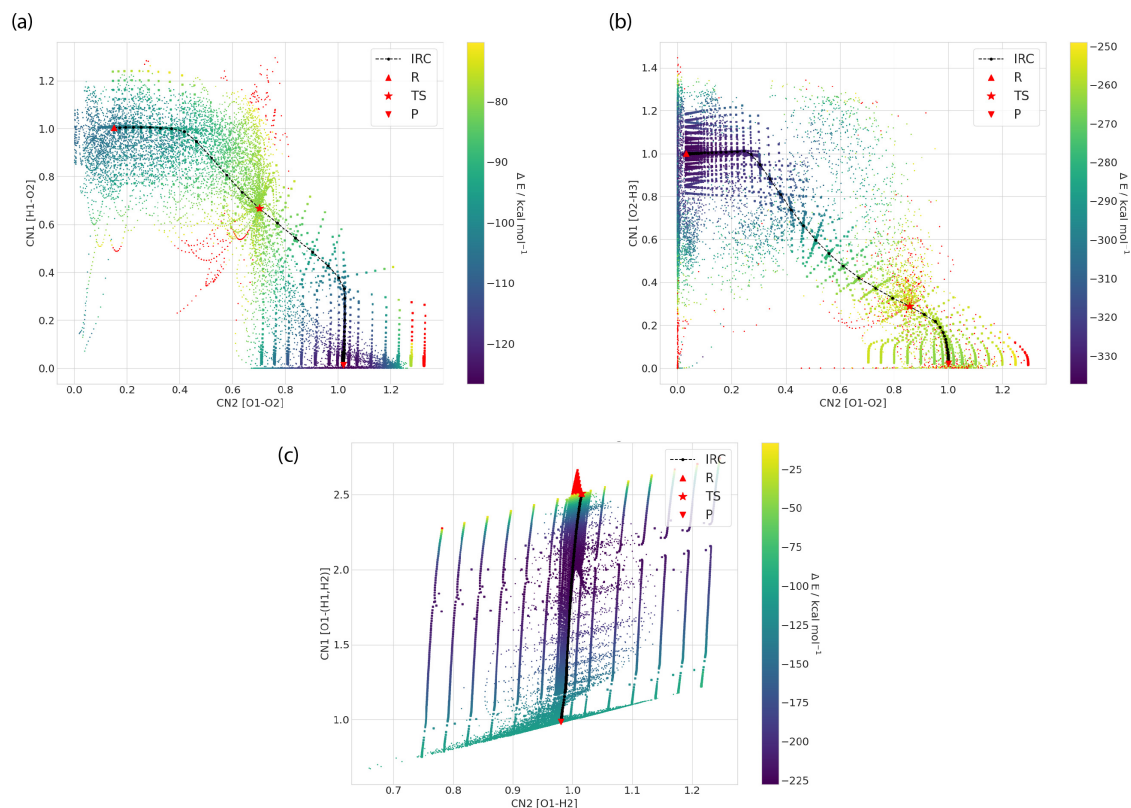 (a)
IRC
R
TS
P
1.2
1.0
0.8
0.6
0.4
0.2
0.0
CN1 [H1-O2]
0.0 0.2 0.4 0.6 0.8 1.0 1.2
CN2 [O1-O2]
−80
−90
−100
−110
−120
Δ E / kcal mol⁻¹
(b)
IRC
R
TS
P
1.4
1.2
1.0
0.8
0.6
0.4
0.2
0.0
CN1 [O2-H3]
0.0 0.2 0.4 0.6 0.8 1.0 1.2
CN2 [O1-O2]
−250
−260
−270
−280
−290
−300
−310
−320
−330
Δ E / kcal mol⁻¹
(c)
IRC
R
TS
P
2.5
2.0
1.5
1.0
CN1 [O1-(H1,H2)]
0.7 0.8 0.9 1.0 1.1 1.2
CN2 [O1-H2]
−25
−50
−75
−100
−125
−150
−175
−200
−225
Δ E / kcal mol⁻¹